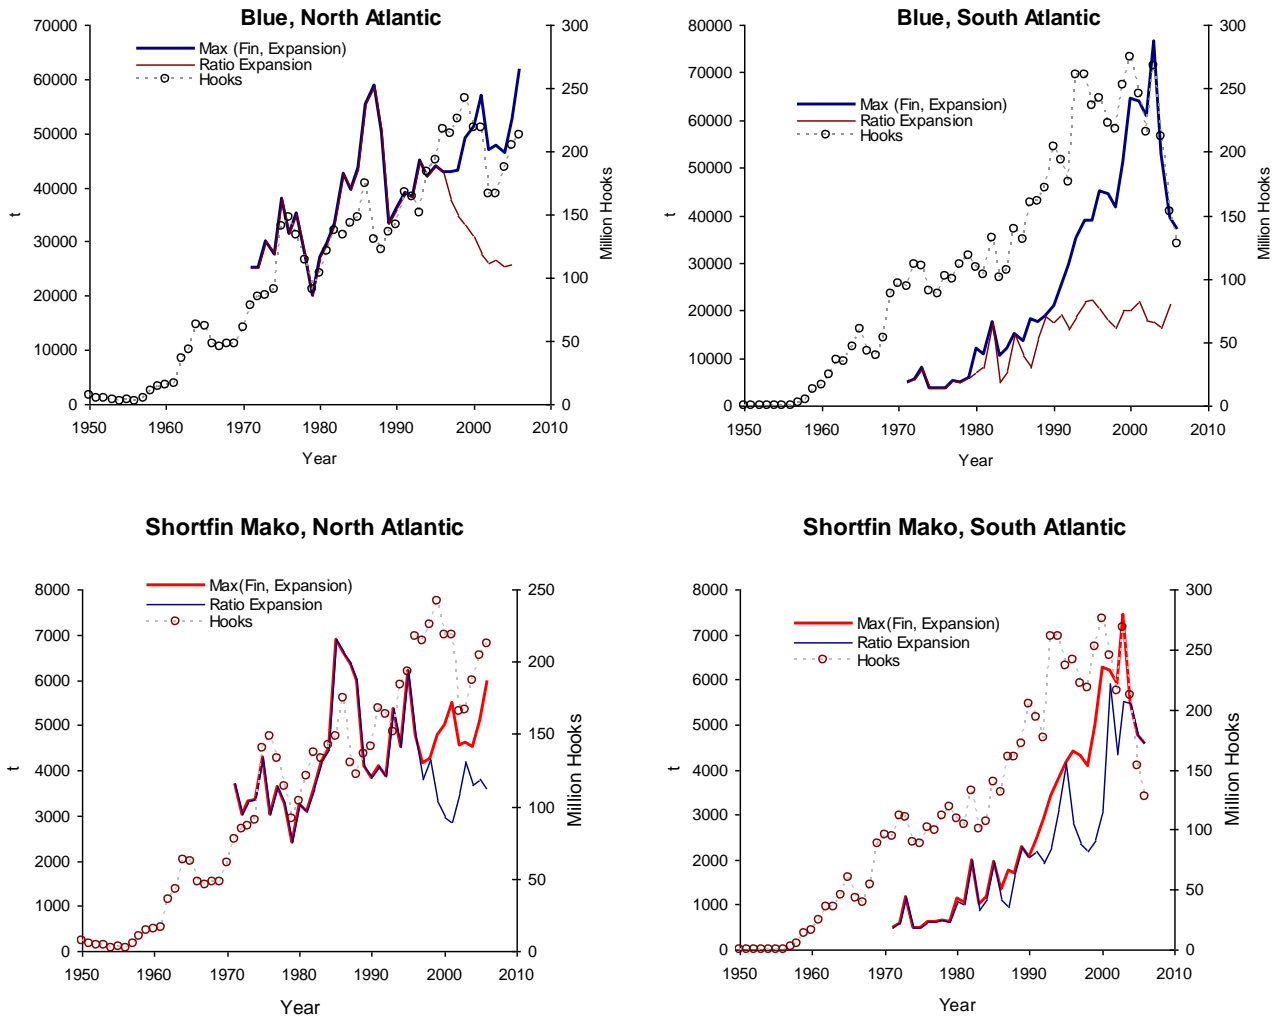 Blue, North Atlantic
Max (Fin, Expansion)
Ratio Expansion
Hooks
70000
60000
50000
40000
30000
20000
10000
0
t
300
250
200
150
100
50
0
Million Hooks
1950 1960 1970 1980 1990 2000 2010
Year
Blue, South Atlantic
Max (Fin, Expansion)
Ratio Expansion
Hooks
80000
70000
60000
50000
40000
30000
20000
10000
0
t
300
250
200
150
100
50
0
Million Hooks
1950 1960 1970 1980 1990 2000 2010
Year
Shortfin Mako, North Atlantic
Max(Fin, Expansion)
Ratio Expansion
Hooks
8000
7000
6000
5000
4000
3000
2000
1000
0
t
250
200
150
100
50
0
Million Hooks
1950 1960 1970 1980 1990 2000 2010
Year
Shortfin Mako, South Atlantic
Max(Fin, Expansion)
Ratio Expansion
Hooks
8000
7000
6000
5000
4000
3000
2000
1000
0
t
300
250
200
150
100
50
0
Million Hooks
1950 1960 1970 1980 1990 2000 2010
Year